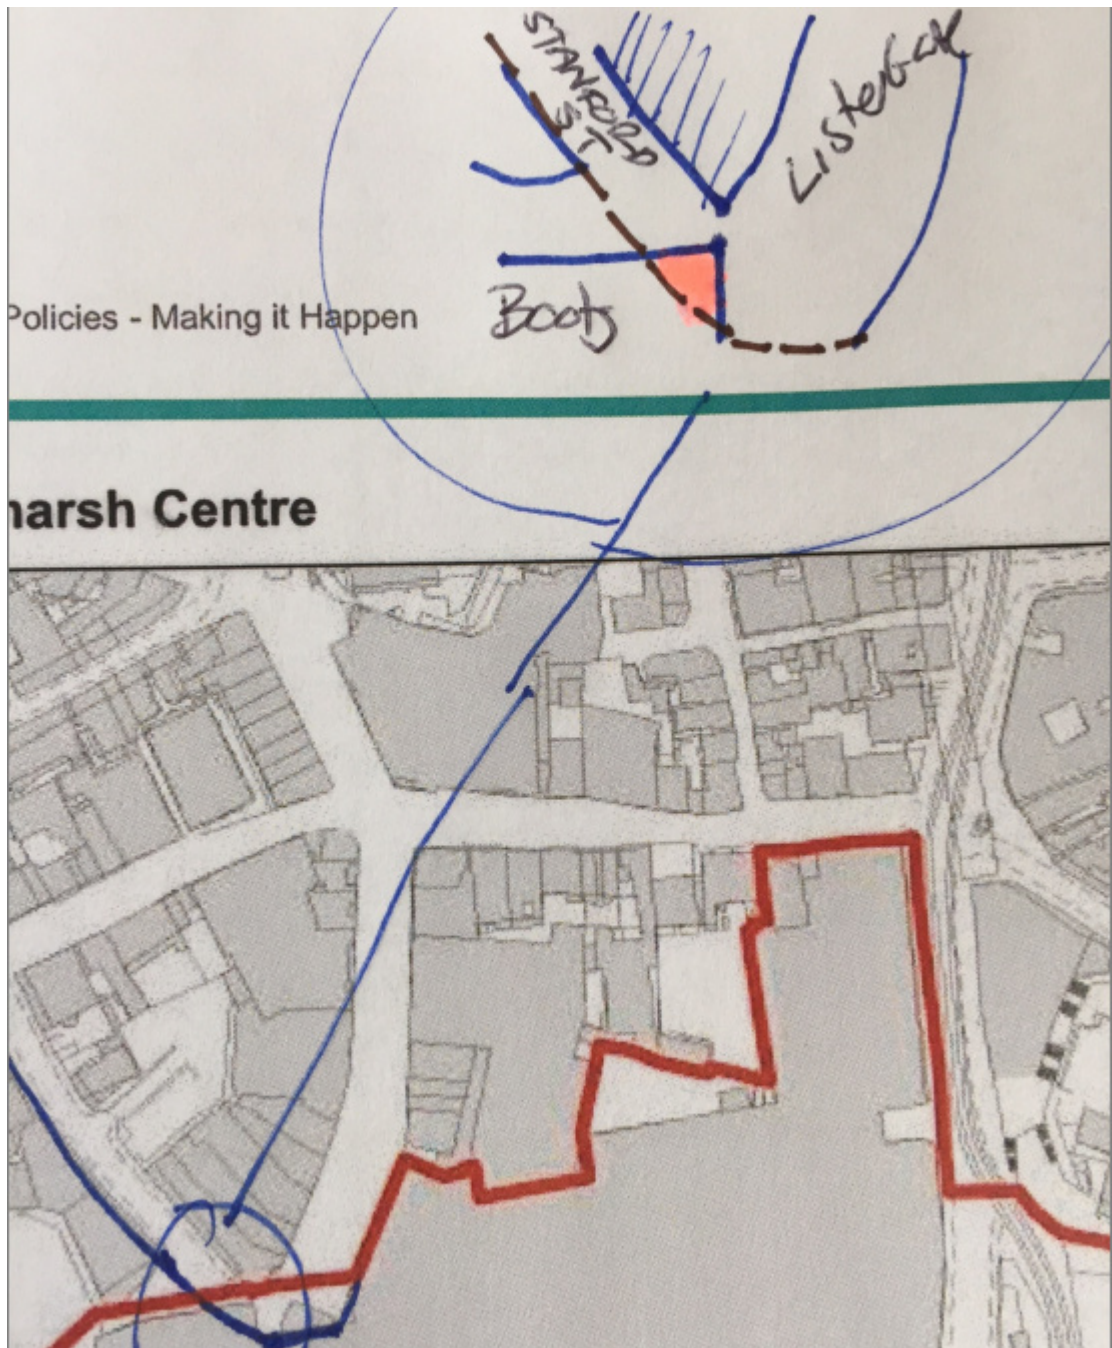 STANFORD
ST
ListerGate
Boots
Policies - Making it Happen
harsh Centre